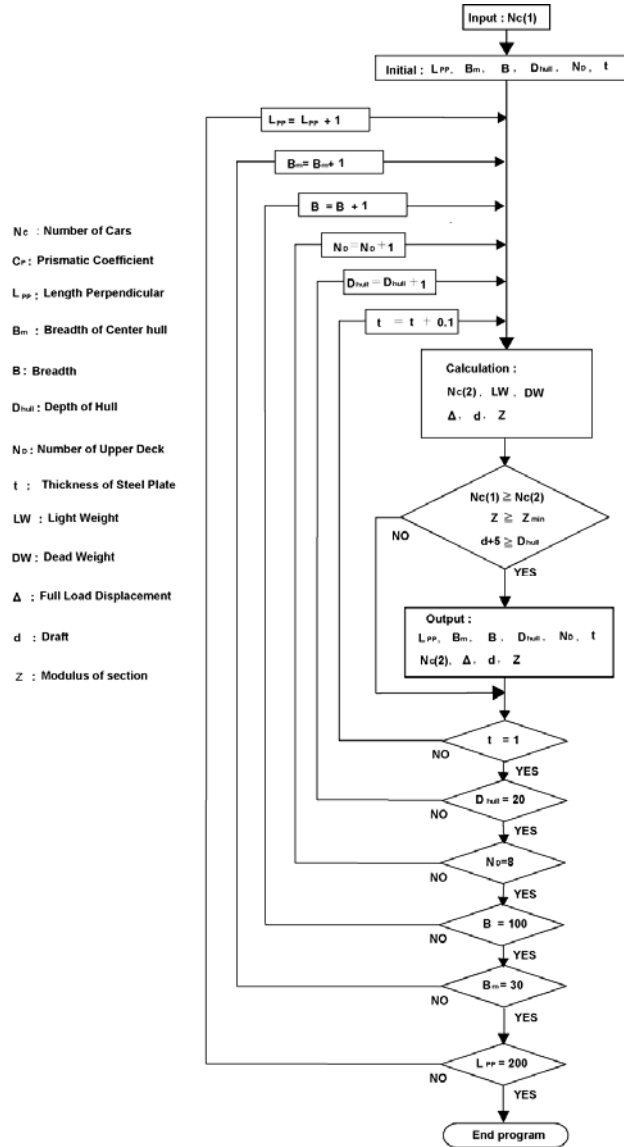 Input : Nc(1)
Initial : LPP, Bm, B, Dhull, ND, t
LPP = LPP + 1
Bm = Bm + 1
B = B + 1
ND = ND + 1
Dhull = Dhull + 1
t = t + 0.1
Nc : Number of Cars
CP : Prismatic Coefficient
LPP : Length Perpendicular
Bm : Breadth of Center hull
B : Breadth
Dhull : Depth of Hull
ND : Number of Upper Deck
t : Thickness of Steel Plate
LW : Light Weight
DW : Dead Weight
Δ : Full Load Displacement
d : Draft
Z : Modulus of section
Calculation :
Nc(2), LW, DW
Δ, d, Z
Nc(1) ≧ Nc(2)
Z ≧ Zmin
d+5 ≧ Dhull
NO
YES
Output :
LPP, Bm, B, Dhull, ND, t
Nc(2), Δ, d, Z
t = 1
NO
YES
Dhull = 20
NO
YES
ND=8
NO
YES
B = 100
NO
YES
Bm = 30
NO
YES
LPP = 200
NO
YES
End program